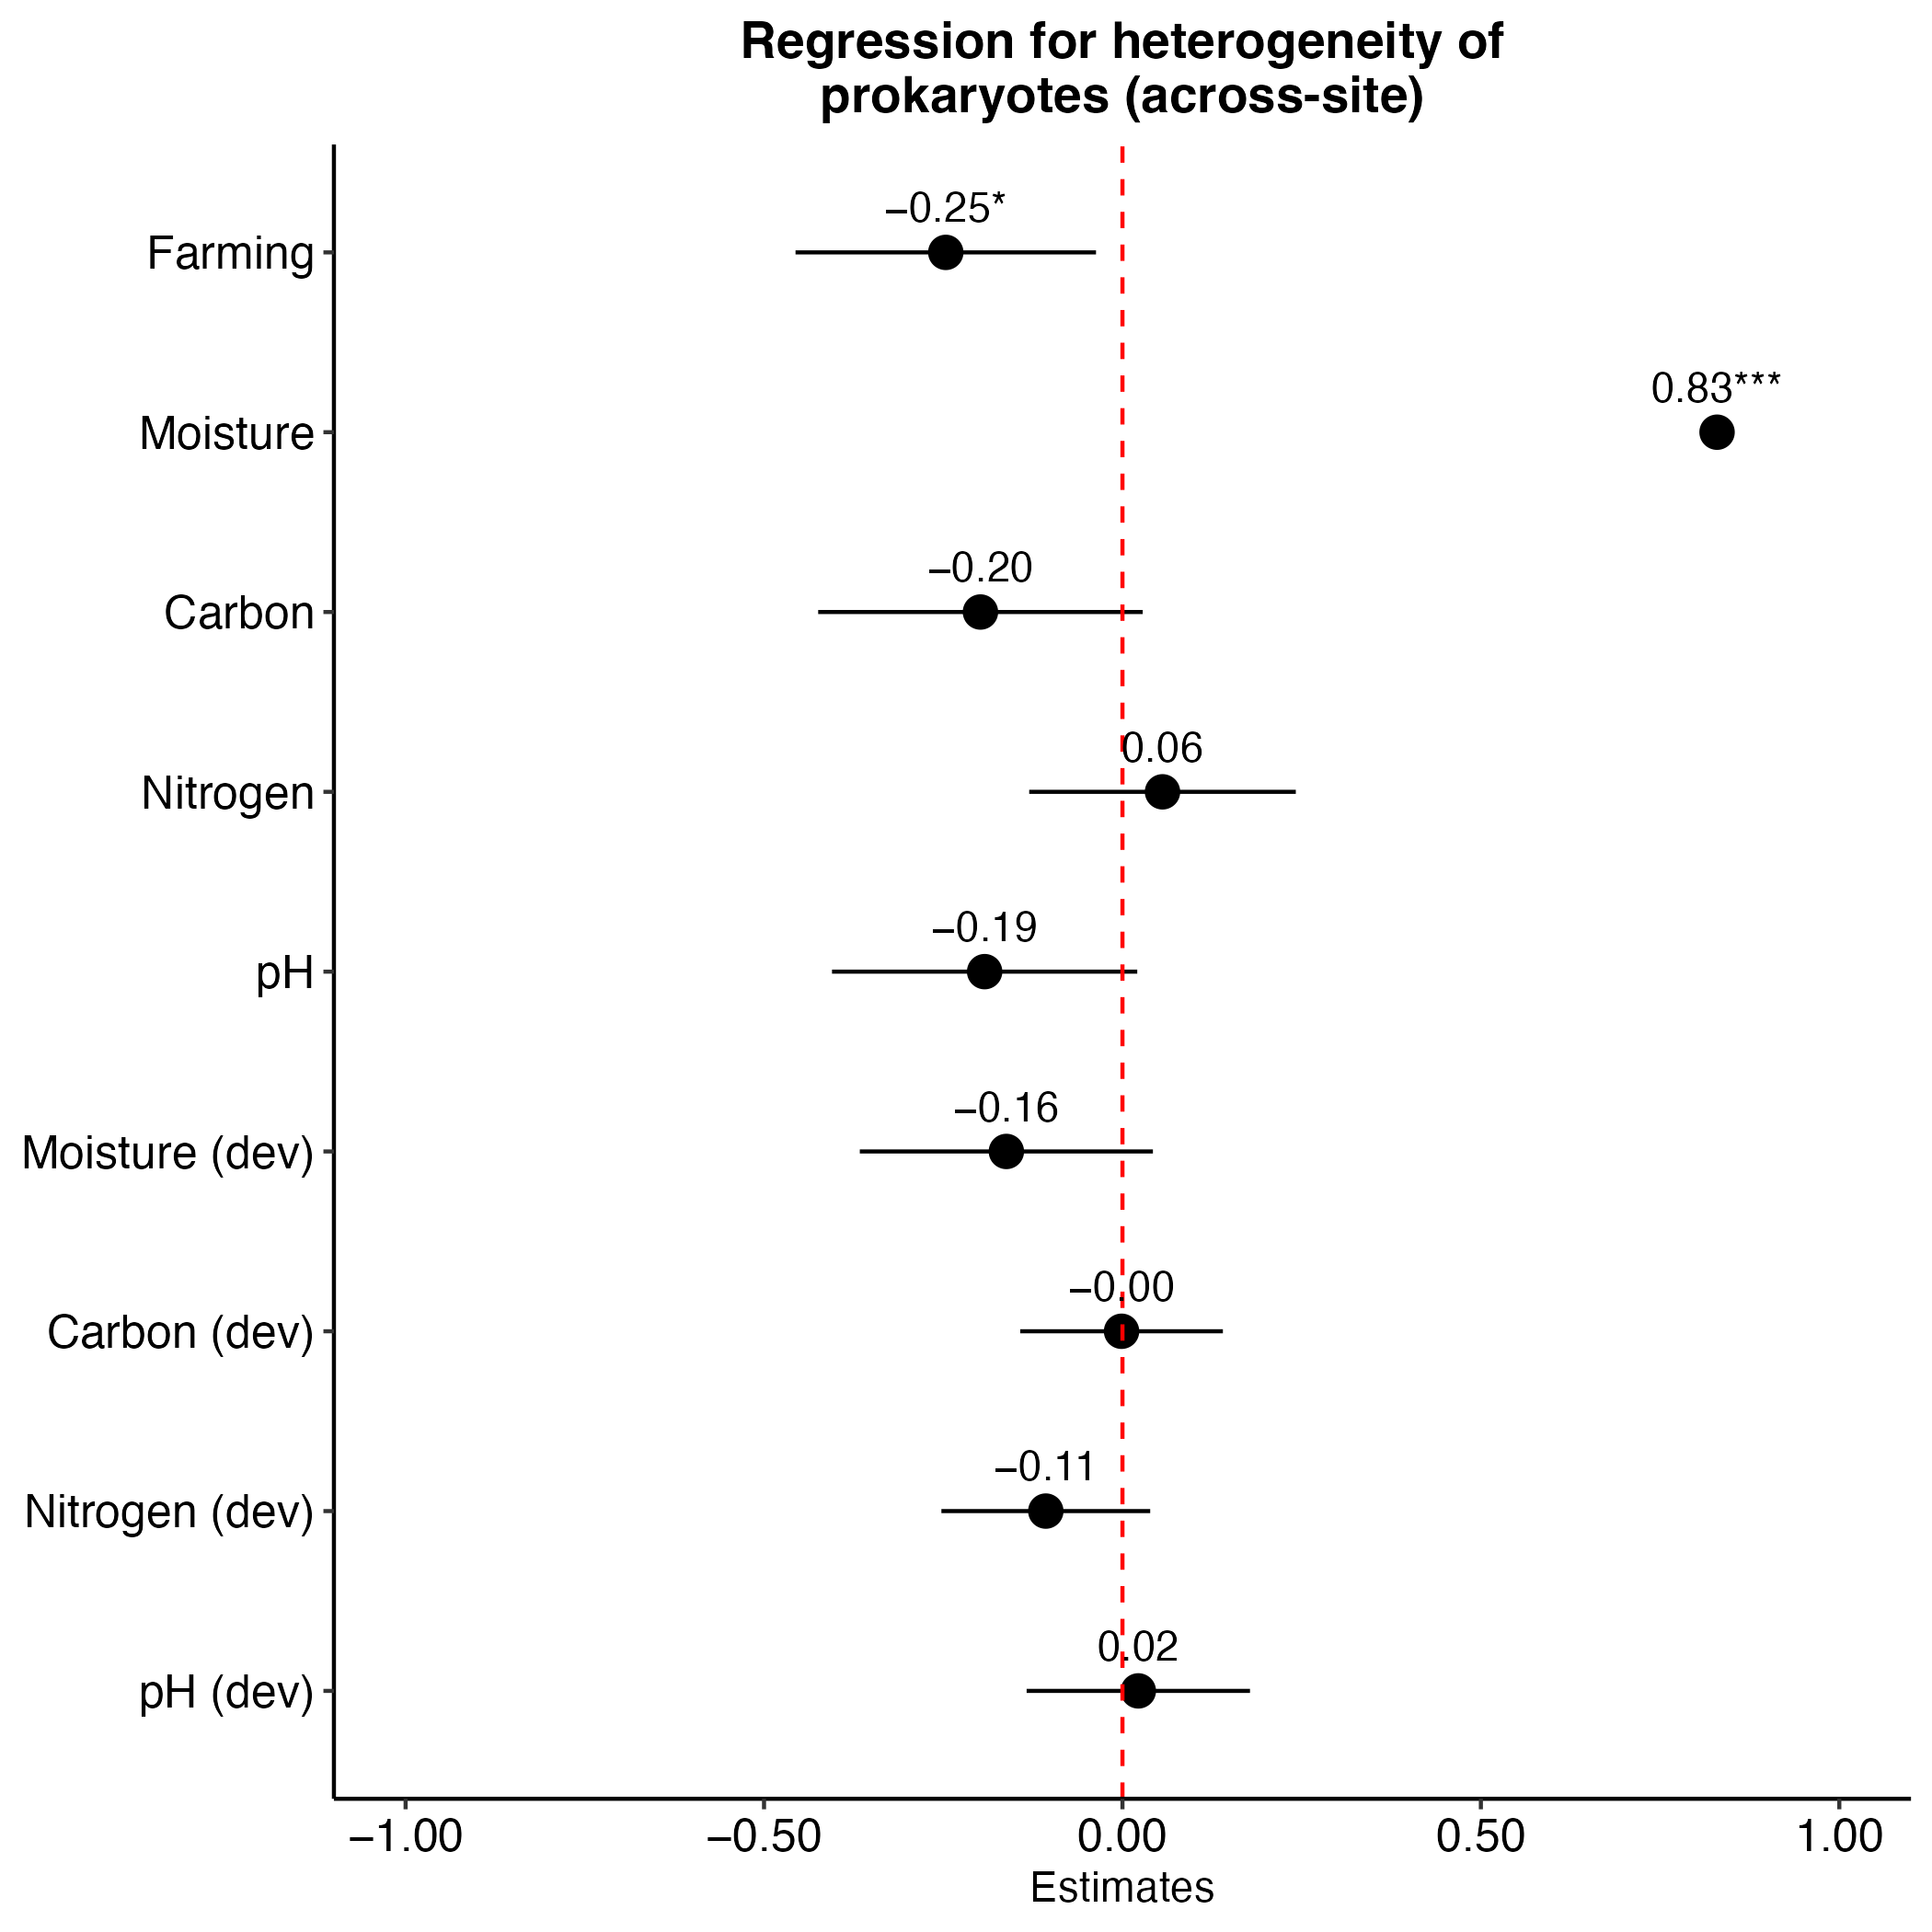 Regression for heterogeneity of
prokaryotes (across-site)
Farming
−0.25*
Moisture
0.83***
Carbon
−0.20
Nitrogen
0.06
pH
−0.19
Moisture (dev)
−0.16
Carbon (dev)
−0.00
Nitrogen (dev)
−0.11
pH (dev)
0.02
−1.00 −0.50 0.00 0.50 1.00
Estimates